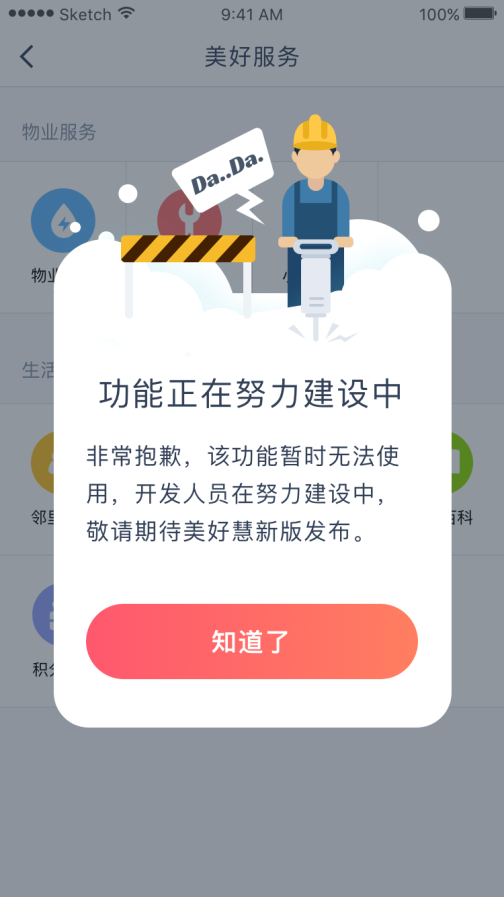 Sketch 9:41 AM 100%
美好服务
物业服务
Da..Da.
物业
小
功能正在努力建设中
生活
非常抱歉，该功能暂时无法使
用，开发人员在努力建设中，
敬请期待美好慧新版发布。
邻里
百科
知道了
积分